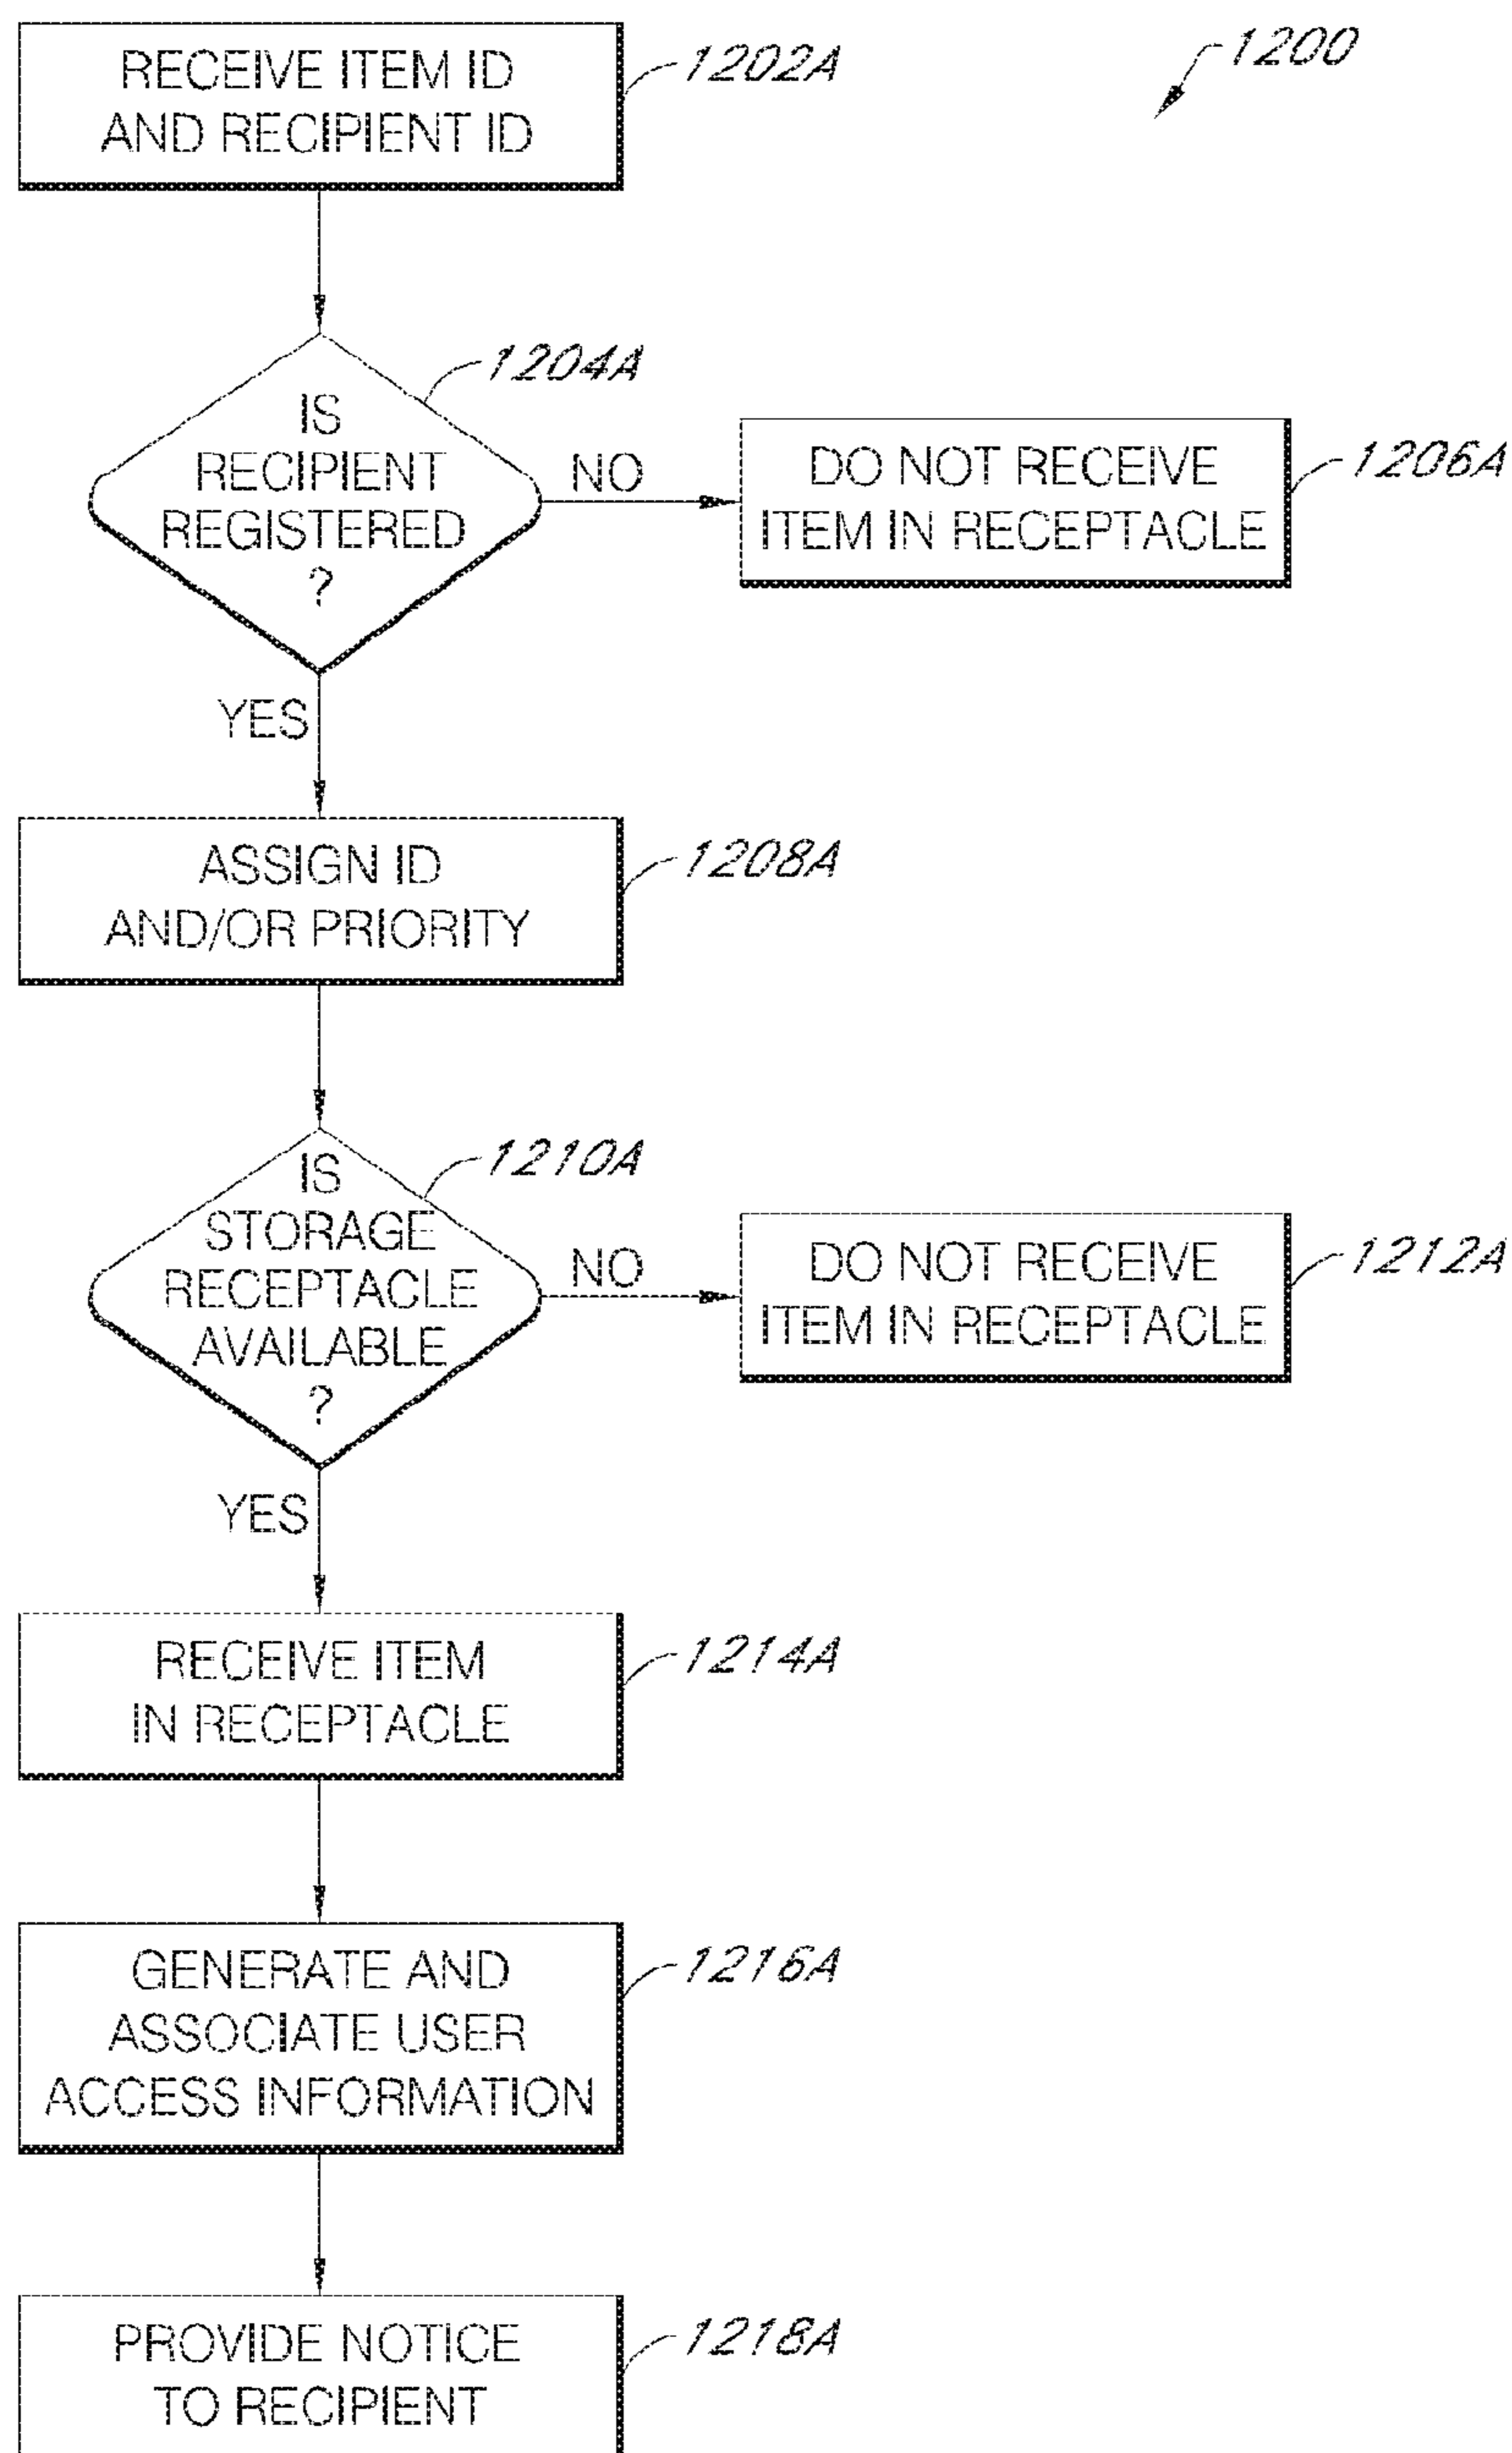 1200
RECEIVE ITEM ID
AND RECIPIENT ID
1202A
1204A
IS
RECIPIENT
REGISTERED
?
NO
DO NOT RECEIVE
ITEM IN RECEPTACLE
1206A
YES
ASSIGN ID
AND/OR PRIORITY
1208A
1210A
IS
STORAGE
RECEPTACLE
AVAILABLE
?
NO
DO NOT RECEIVE
ITEM IN RECEPTACLE
1212A
YES
RECEIVE ITEM
IN RECEPTACLE
1214A
GENERATE AND
ASSOCIATE USER
ACCESS INFORMATION
1216A
PROVIDE NOTICE
TO RECIPIENT
1218A